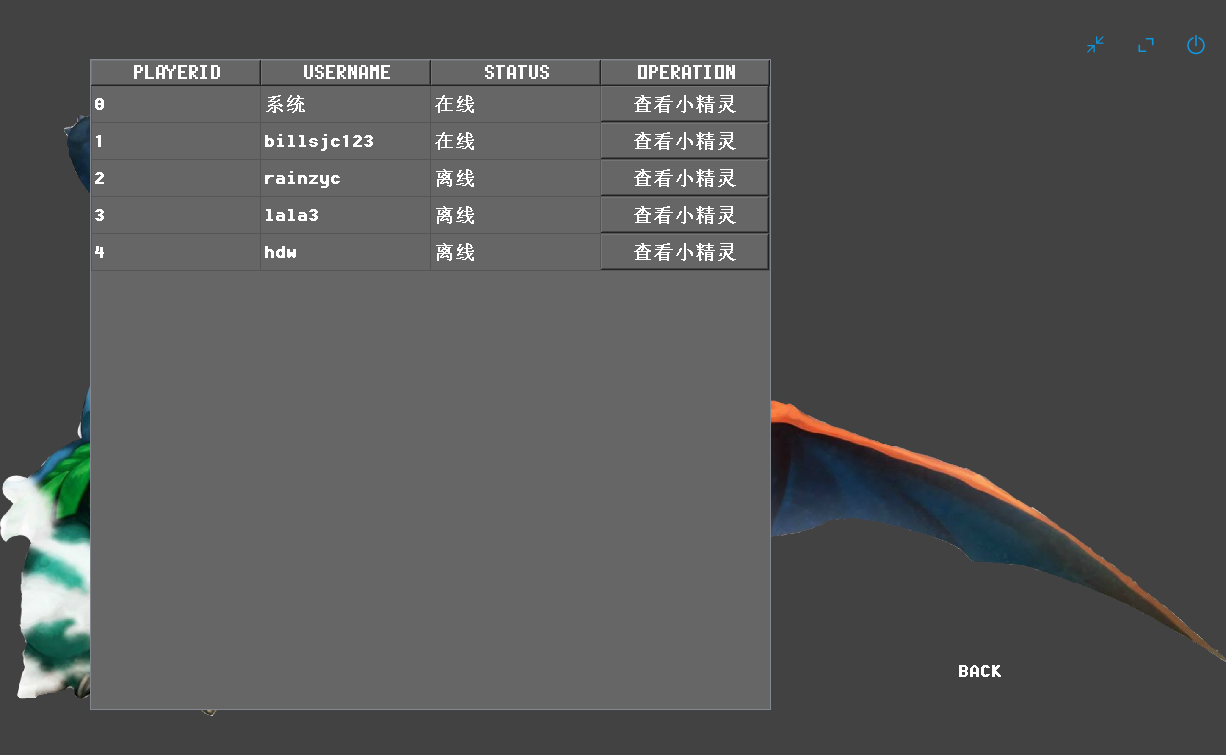 PLAYERID USERNAME STATUS OPERATION
0 系统 在线 查看小精灵
1 billsjc123 在线 查看小精灵
2 rainzyc 离线 查看小精灵
3 lala3 离线 查看小精灵
4 hdw 离线 查看小精灵
BACK